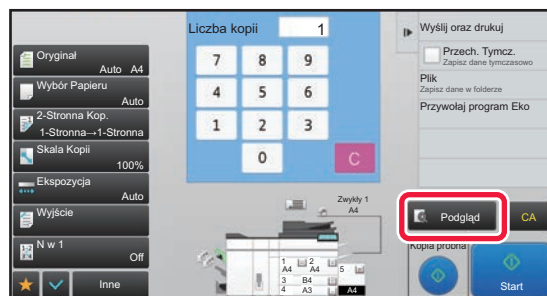 Oryginał
Auto A4
Wybór Papieru
Auto
2-Stronna Kop.
1-Stronna→1-Stronna
Skala Kopii
100%
Ekspozycja
Auto
Wyjście
N w 1
Off
Inne
Liczba kopii 1
7 8 9
4 5 6
1 2 3
0 C
Zwykły 1
A4
1 2
A4 A4
5
3 B4
4 A3 A4
Wyślij oraz drukuj
Przech. Tymcz.
Zapisz dane tymczasowo
Plik
Zapisz dane w folderze
Przywołaj program Eko
Podgląd
CA
Kopia próbna
Start